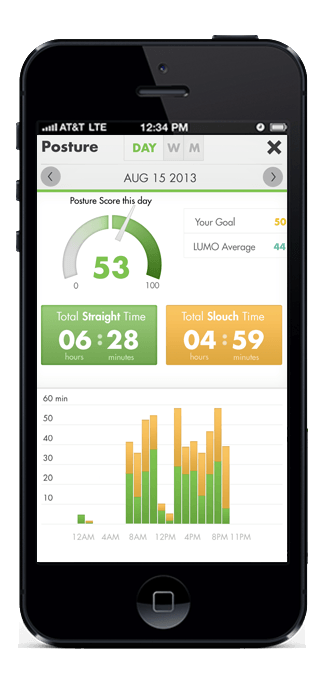 AT&T LTE 12:34 PM
Posture DAY W M
AUG 15 2013
Posture Score this day
53
0 100
Your Goal 50
LUMO Average 44
Total Straight Time
06:28
hours minutes
Total Slouch Time
04:59
hours minutes
60 min
50
40
30
20
10
12AM 4AM 8AM 12PM 4PM 8PM 11PM